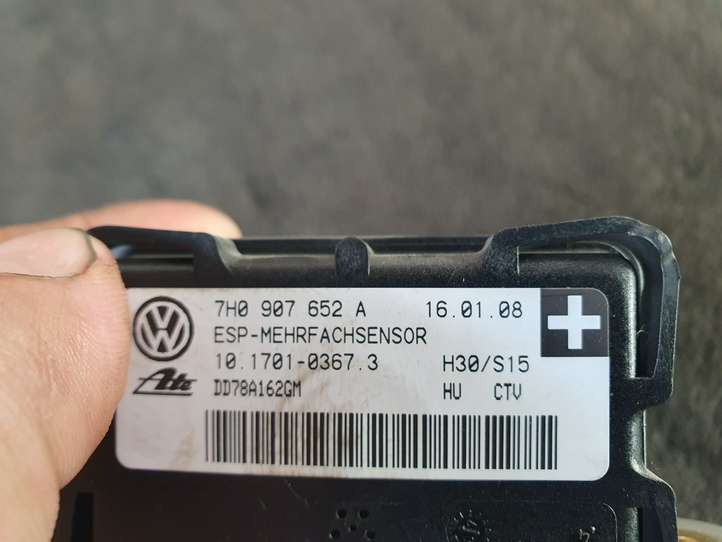 7H0 907 652 A 16.01.08
ESP-MEHRFACHSENSOR
10.1701-0367.3 H30/S15
Ate DD78A162GM HU CTV